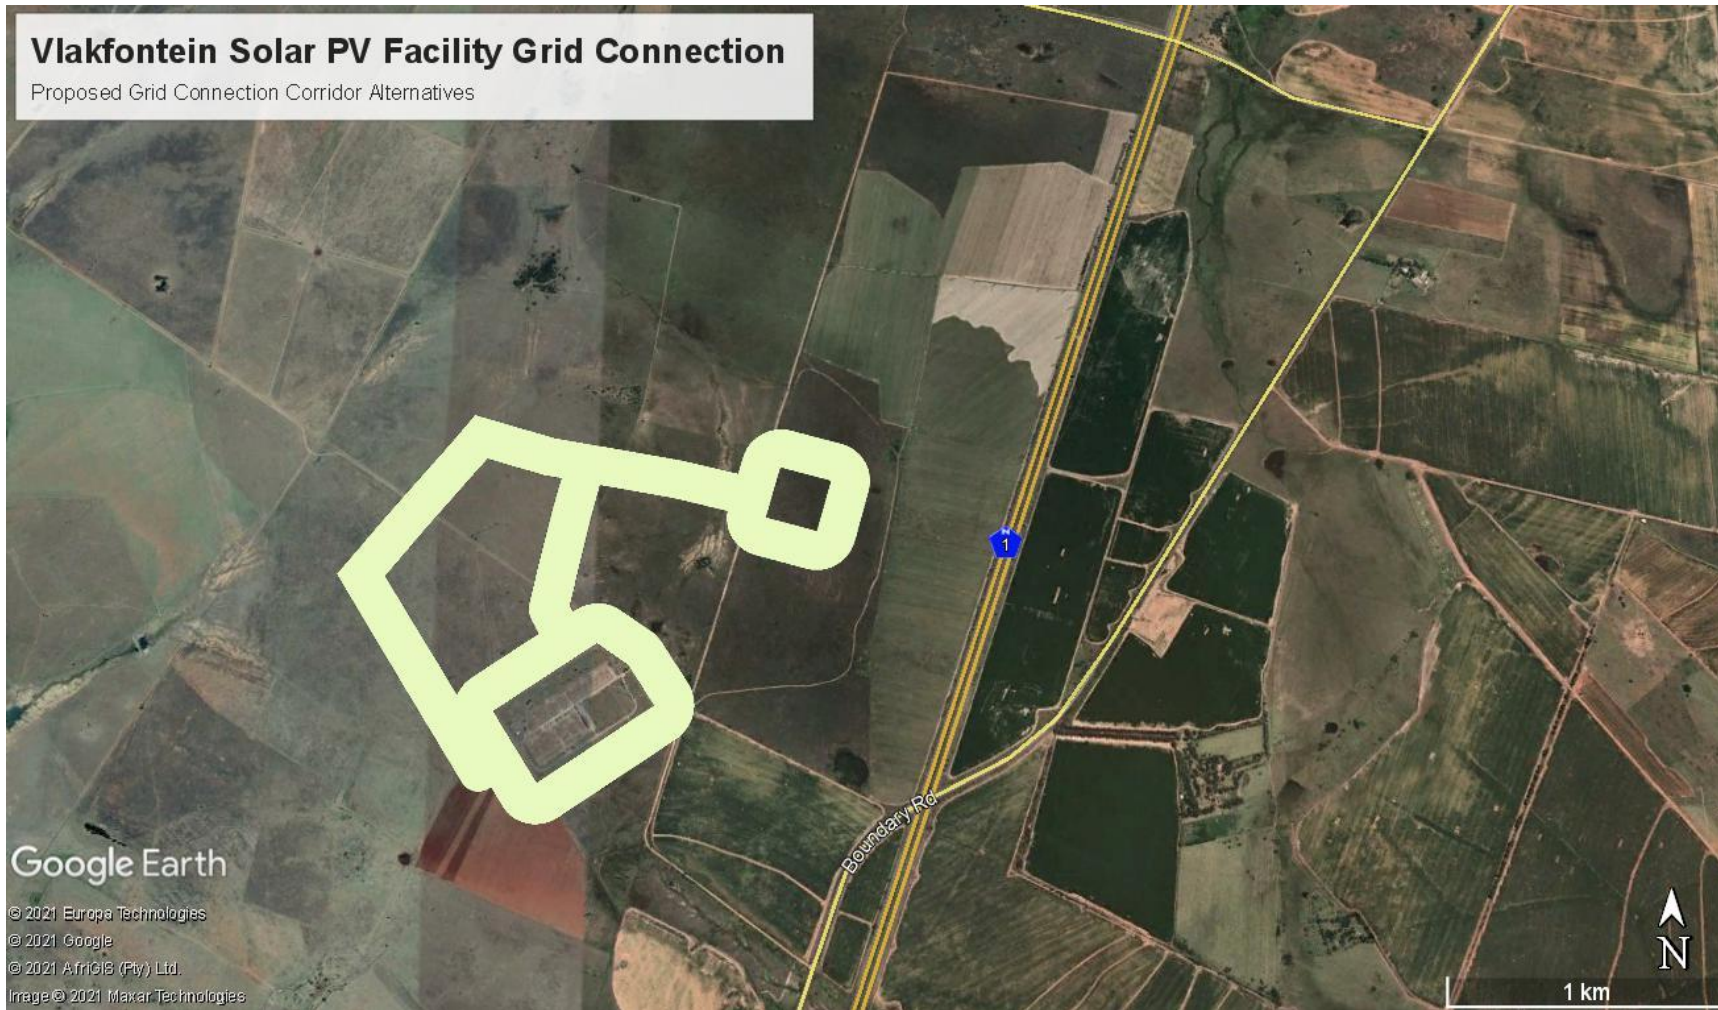 Vlakfontein Solar PV Facility Grid Connection
Proposed Grid Connection Corridor Alternatives
N
1
Boundary Rd
Google Earth
© 2021 Europa Technologies
© 2021 Google
© 2021 AfriGIS (Pty) Ltd.
Image © 2021 Maxar Technologies
N
1 km